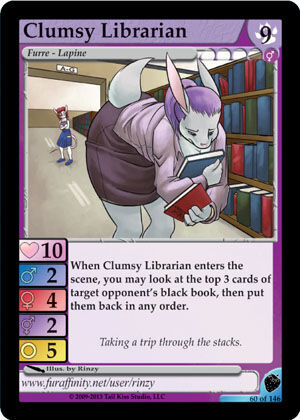 Clumsy Librarian
9
Furre - Lapine
A-G
10
2
4
2
5
When Clumsy Librarian enters the
scene, you may look at the top 3 cards of
target opponent's black book, then put
them back in any order.
Taking a trip through the stacks.
Illus. by Rinzy
www.furaffinity.net/user/rinzy
© 2009-2013 Tail Kiss Studio, LLC
60 of 146